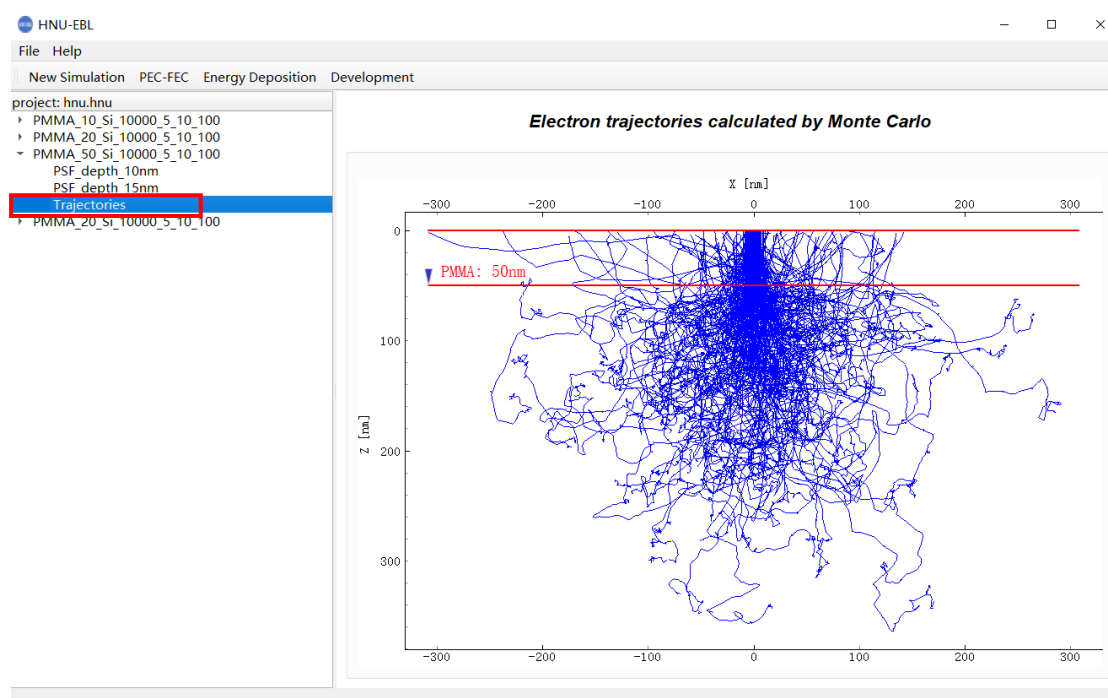 HNU-EBL
File Help
New Simulation PEC-FEC Energy Deposition Development
project: hnu.hnu
PMMA_10_Si_10000_5_10_100
PMMA_20_Si_10000_5_10_100
PMMA_50_Si_10000_5_10_100
PSF_depth_10nm
PSF_depth_15nm
Trajectories
PMMA_20_Si_10000_5_10_100
Electron trajectories calculated by Monte Carlo
X [nm]
-300 -200 -100 0 100 200 300
0
PMMA: 50nm
100
Z [nm]
200
300
-300 -200 -100 0 100 200 300